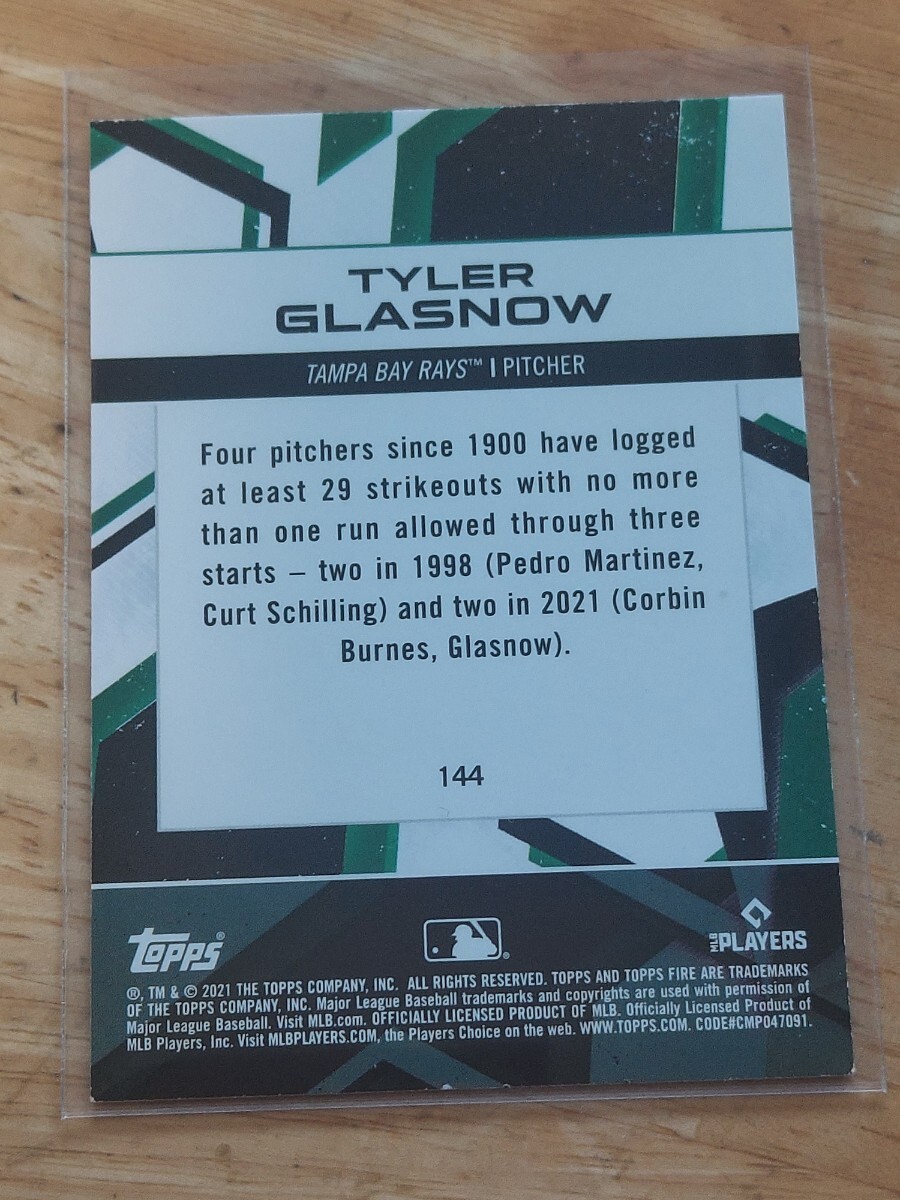 TYLER
GLASNOW
TAMPA BAY RAYS™ | PITCHER
Four pitchers since 1900 have logged
at least 29 strikeouts with no more
than one run allowed through three
starts – two in 1998 (Pedro Martinez,
Curt Schilling) and two in 2021 (Corbin
Burnes, Glasnow).
144
TOPPS®
®
MLB PLAYERS
®, TM & © 2021 THE TOPPS COMPANY, INC. ALL RIGHTS RESERVED. TOPPS AND TOPPS FIRE ARE TRADEMARKS
OF THE TOPPS COMPANY, INC. Major League Baseball trademarks and copyrights are used with permission of
Major League Baseball. Visit MLB.com. OFFICIALLY LICENSED PRODUCT OF MLB. Officially Licensed Product of
MLB Players, Inc. Visit MLBPLAYERS.COM, the Players Choice on the web. WWW.TOPPS.COM. CODE#CMP047091.